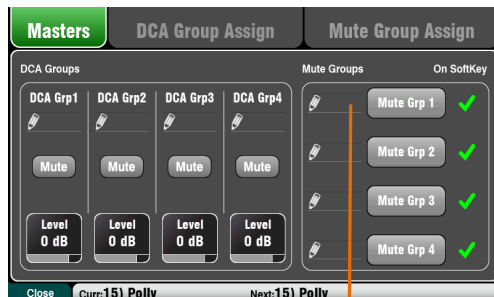 Masters DCA Group Assign Mute Group Assign
DCA Groups Mute Groups On SoftKey
DCA Grp1 DCA Grp2 DCA Grp3 DCA Grp4 Mute Grp 1
Mute Grp 2
Mute Mute Mute Mute
Mute Grp 3
Level Level Level Level
0 dB 0 dB 0 dB 0 dB
Mute Grp 4
Close Curr:15) Polly Next:15) Polly